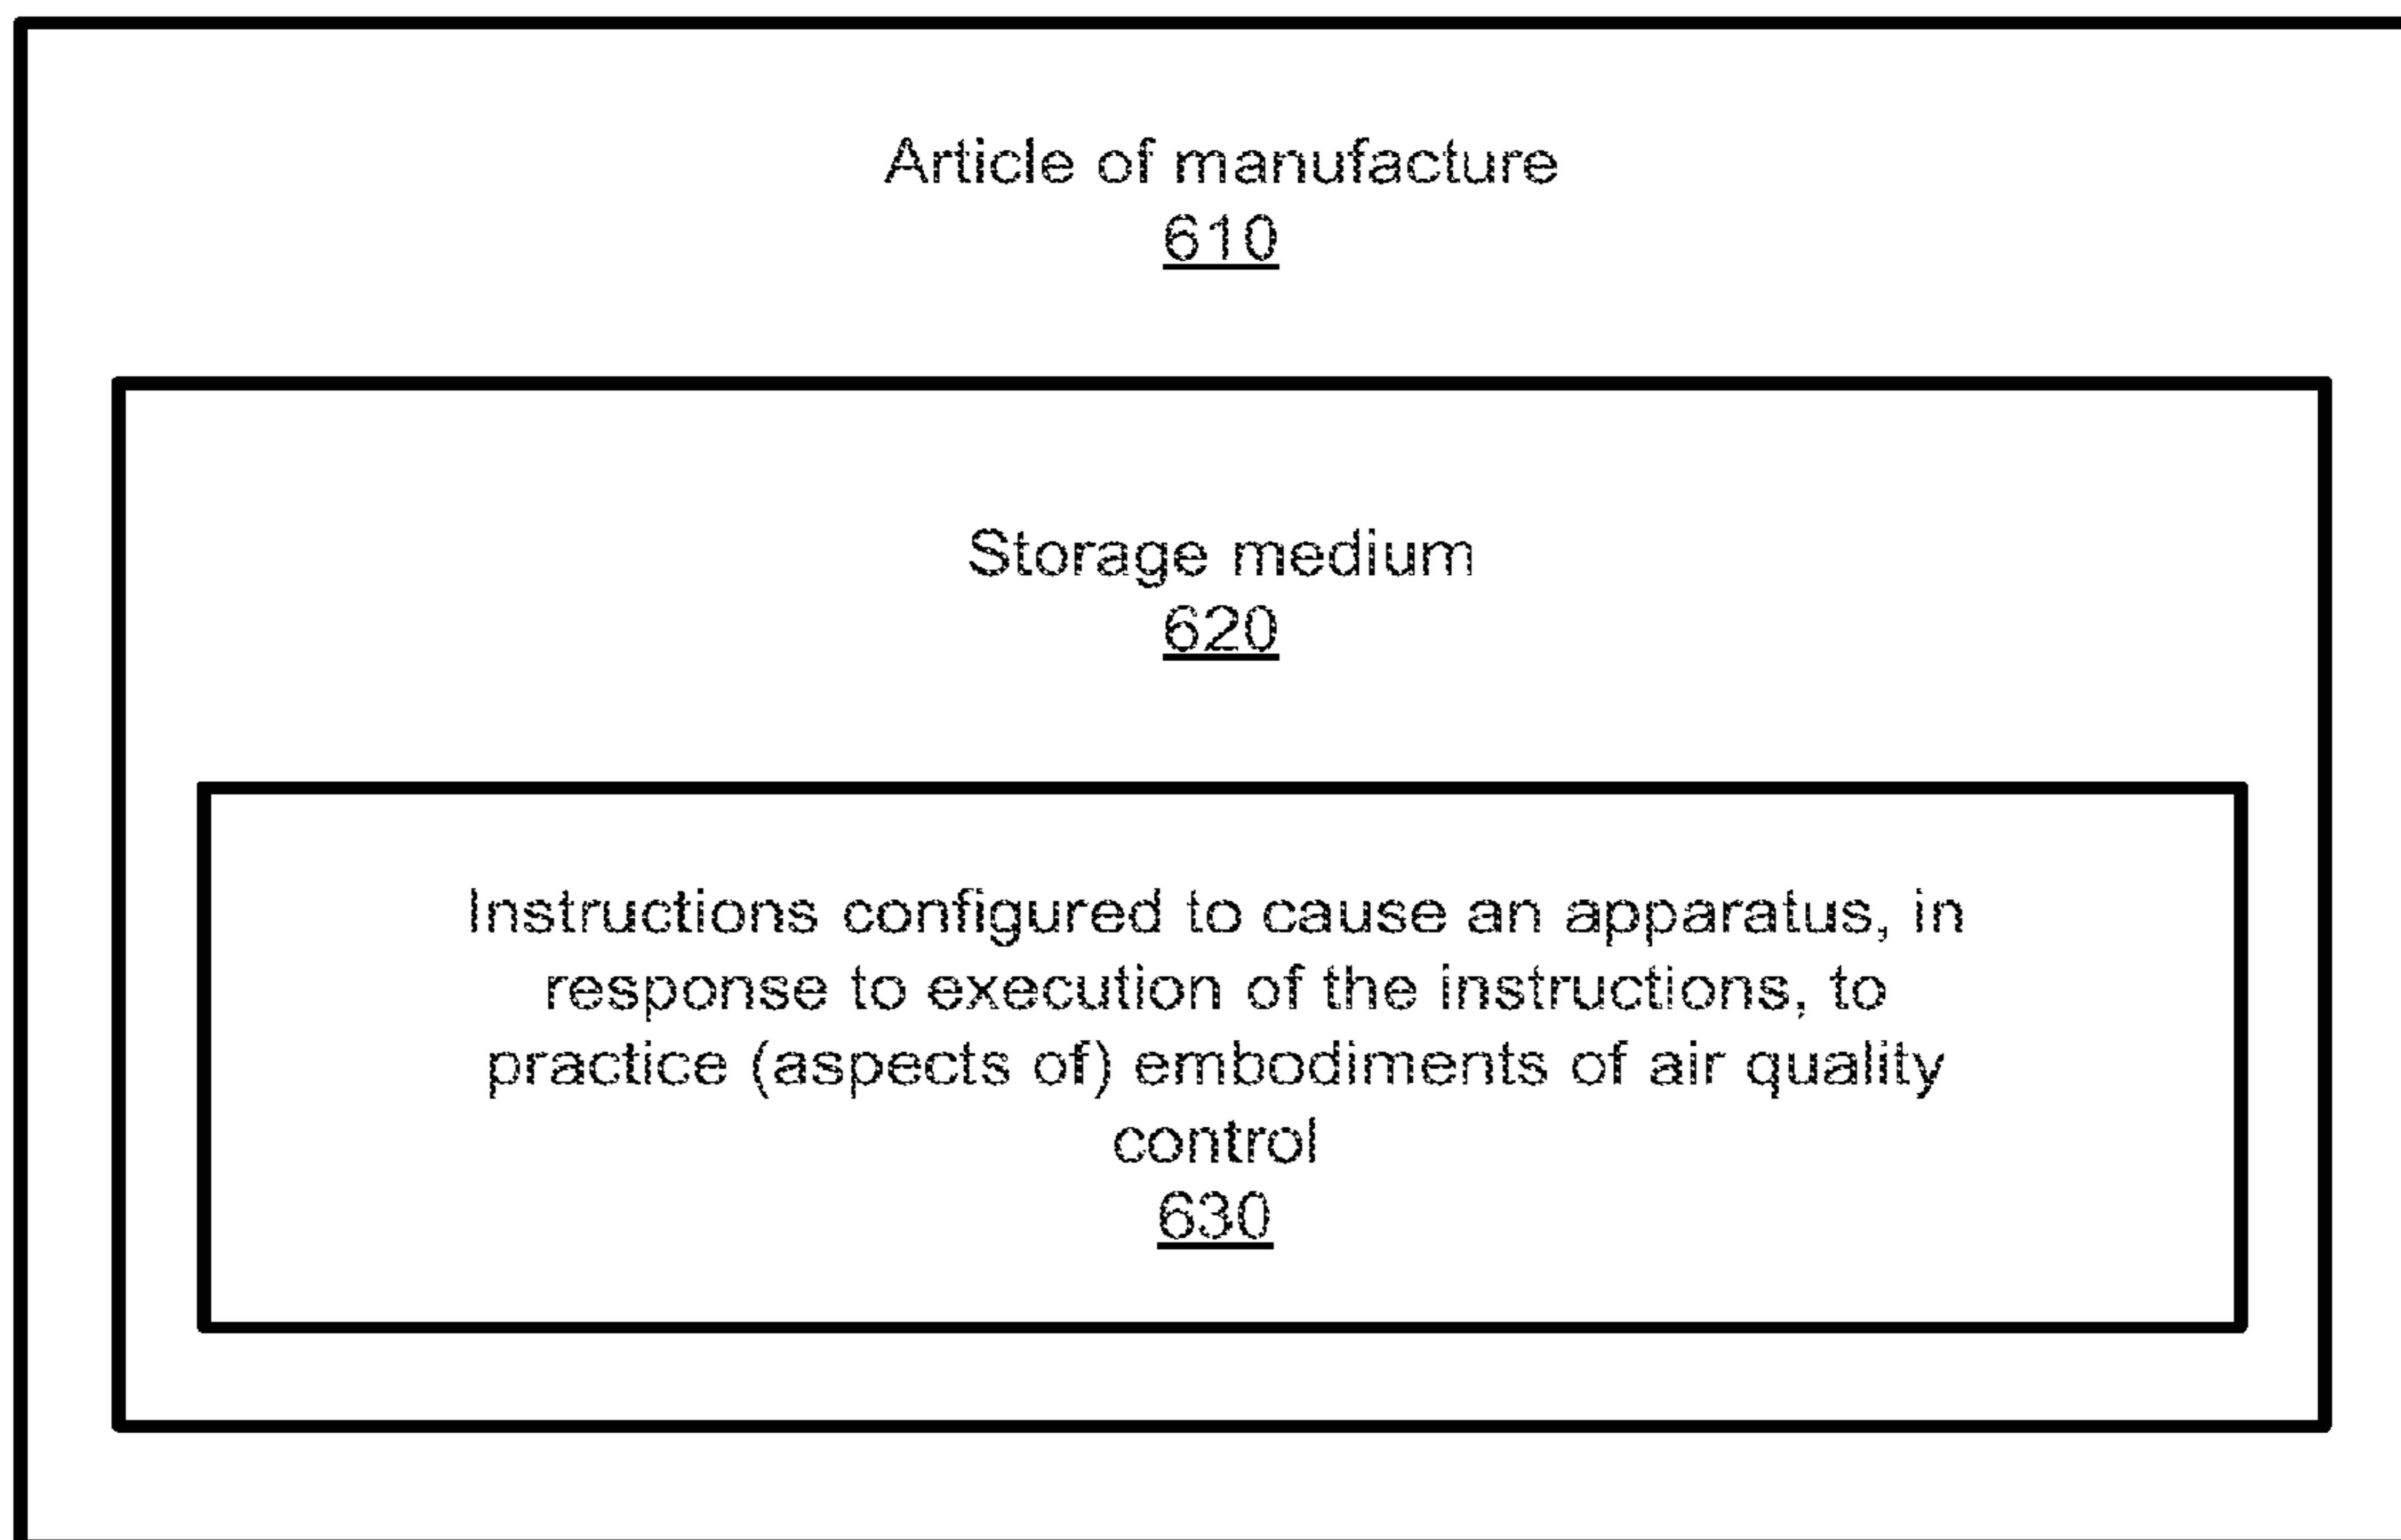 Article of manufacture
610
Storage medium
620
Instructions configured to cause an apparatus, in
response to execution of the instructions, to
practice (aspects of) embodiments of air quality
control
630